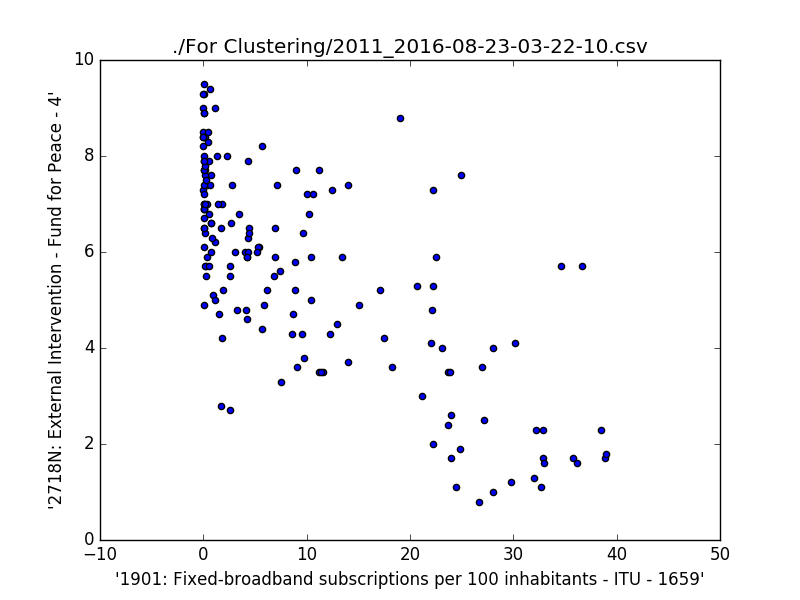 ./For Clustering/2011_2016-08-23-03-22-10.csv
10
8
6
4
2
0
'2718N: External Intervention - Fund for Peace - 4'
−10 0 10 20 30 40 50
'1901: Fixed-broadband subscriptions per 100 inhabitants - ITU - 1659'